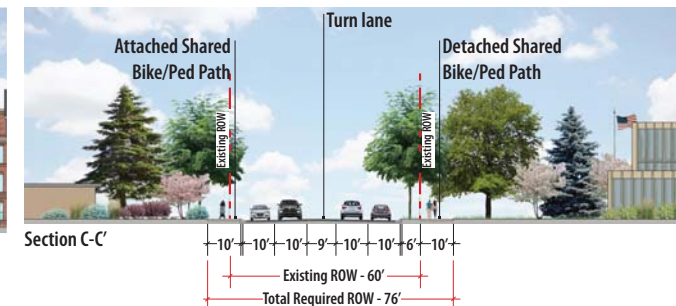 Turn lane
Attached Shared
Bike/Ped Path
Detached Shared
Bike/Ped Path
Existing ROW
Existing ROW
Section C-C'
10' 10' 10' 9' 10' 10' 6' 10'
Existing ROW - 60'
Total Required ROW - 76'